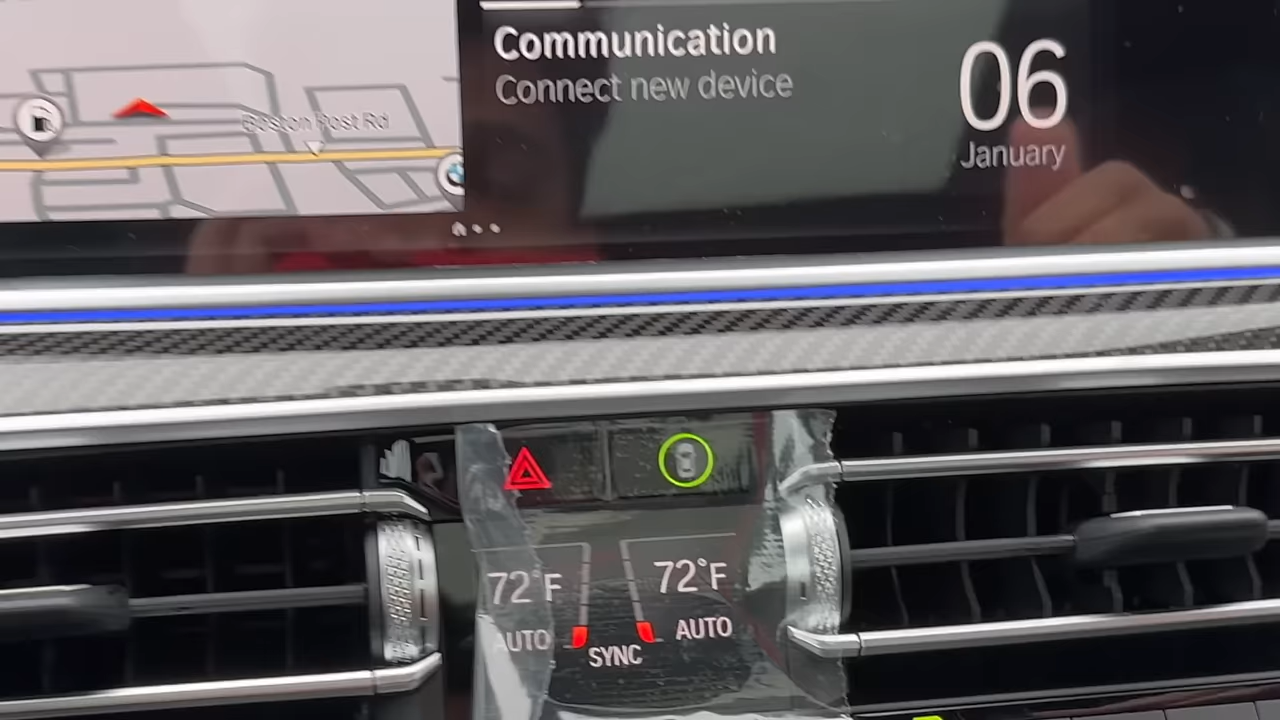 Communication
Connect new device
06
January
Boston Post Rd
72°F
72°F
AUTO
AUTO
SYNC